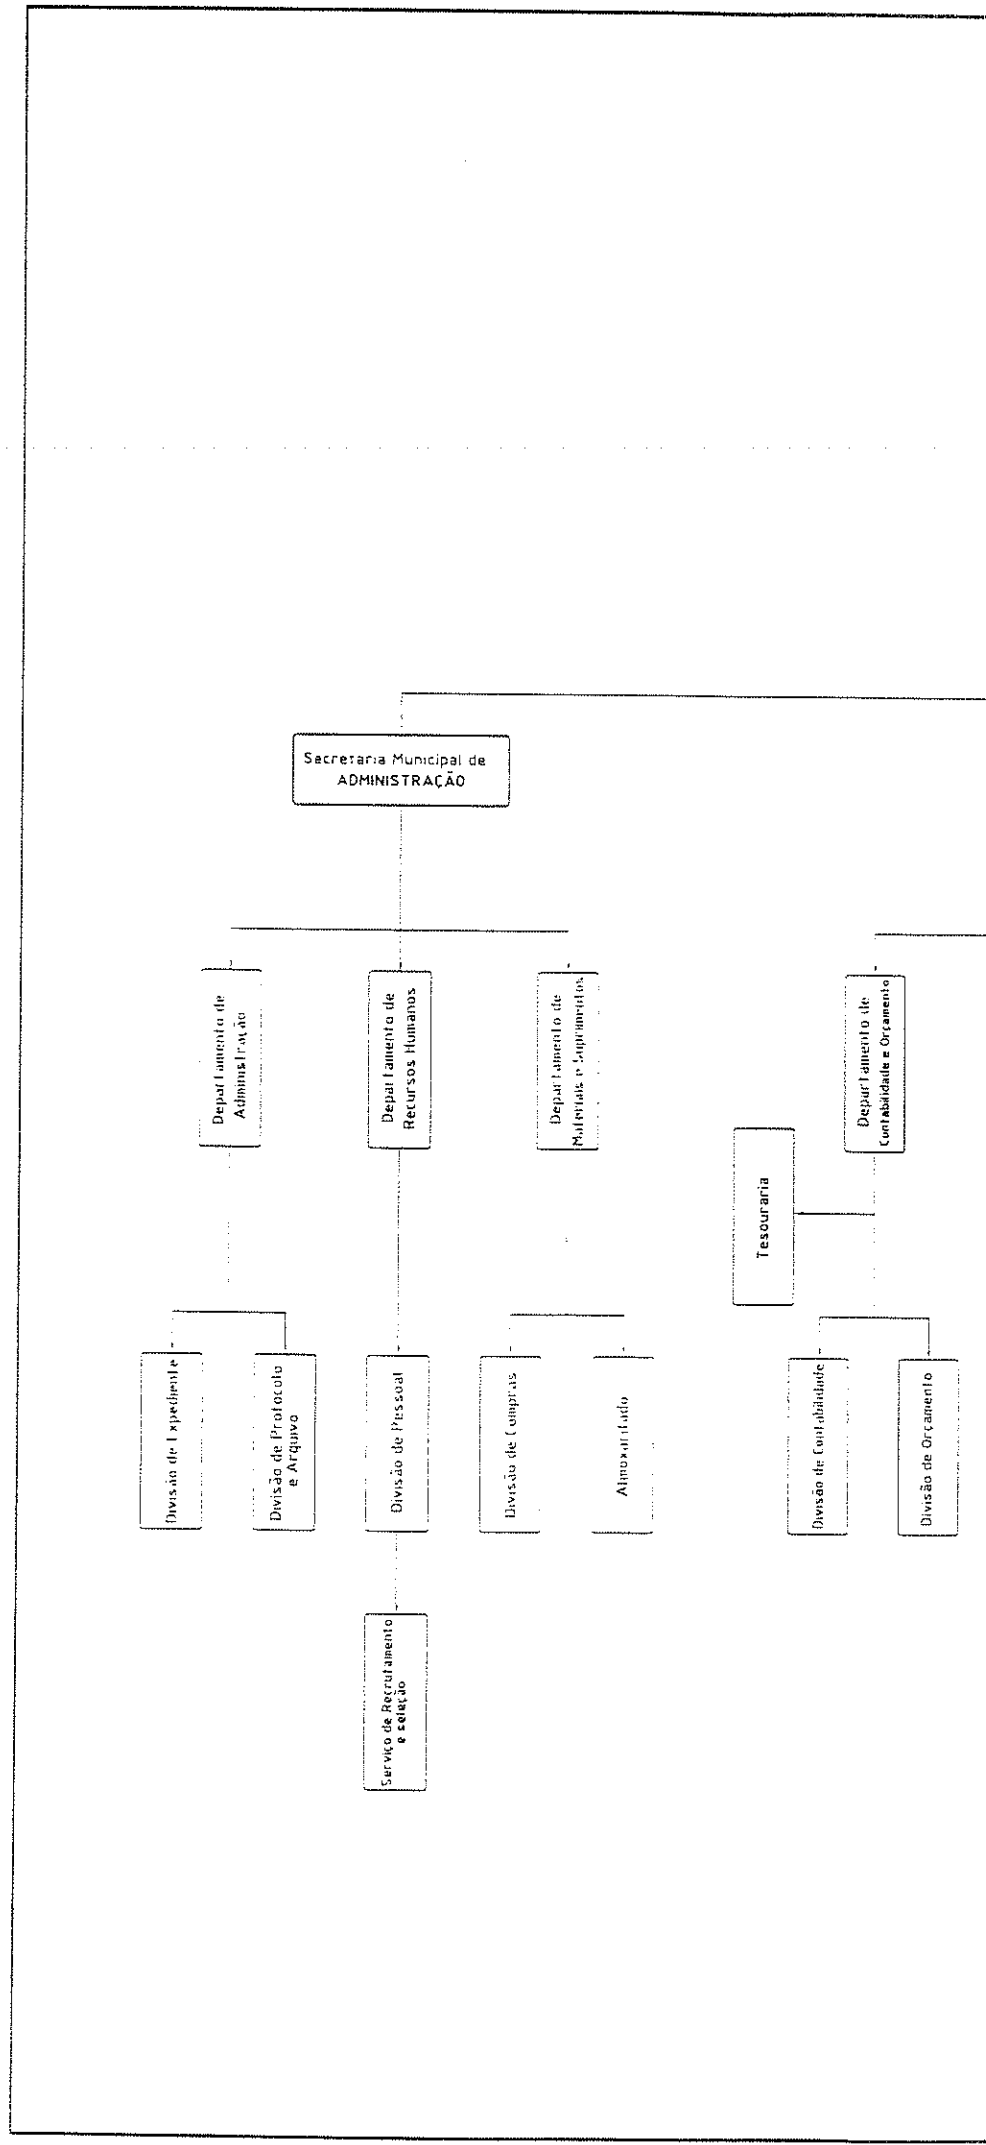 Secretaria Municipal de
ADMINISTRAÇÃO
Departamento de
Administração
Departamento de
Recursos Humanos
Departamento de
Materiais e Suprimentos
Departamento de
Contabilidade e Orçamento
Tesouraria
Divisão de Expediente
Divisão de Protocolo
e Arquivo
Divisão de Pessoal
Divisão de Compras
Almoxarifado
Divisão de Contabilidade
Divisão de Orçamento
Serviço de Recrutamento
e seleção